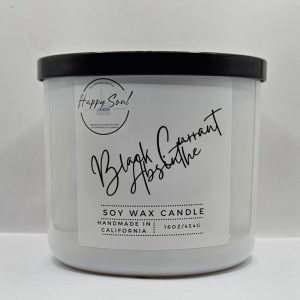 Happy Soul
Black Currant
Absinthe
SOY WAX CANDLE
HANDMADE IN
CALIFORNIA
16OZ/454G